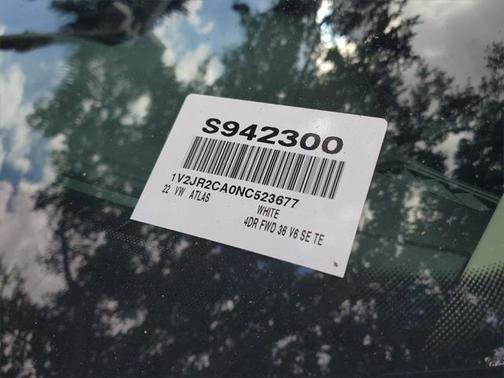 S942300
1V2JR2CA0NC523677
22 VW ATLAS
WHITE
4DR FWD 36 V6 SE TE